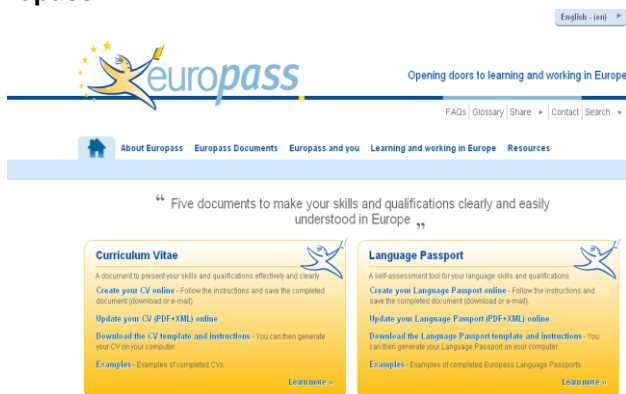 English - (en)
europass
Opening doors to learning and working in Europe
FAQs Glossary Share Contact Search
About Europass Europass Documents Europass and you Learning and working in Europe Resources
“ Five documents to make your skills and qualifications clearly and easily
understood in Europe „
Curriculum Vitae
A document to present your skills and qualifications effectively and clearly
Create your CV online - Follow the instructions and save the completed
document (download or e-mail).
Update your CV (PDF+XML) online
Download the CV template and instructions - You can then generate
your CV on your computer.
Examples - Examples of completed CVs
Learn more »
Language Passport
A self-assessment tool for your language skills and qualifications
Create your Language Passport online - Follow the instructions and
save the completed document (download or e-mail).
Update your Language Passport (PDF+XML) online
Download the Language Passport template and instructions - You
can then generate your Language Passport on your computer.
Examples - Examples of completed Europass Language Passports
Learn more »